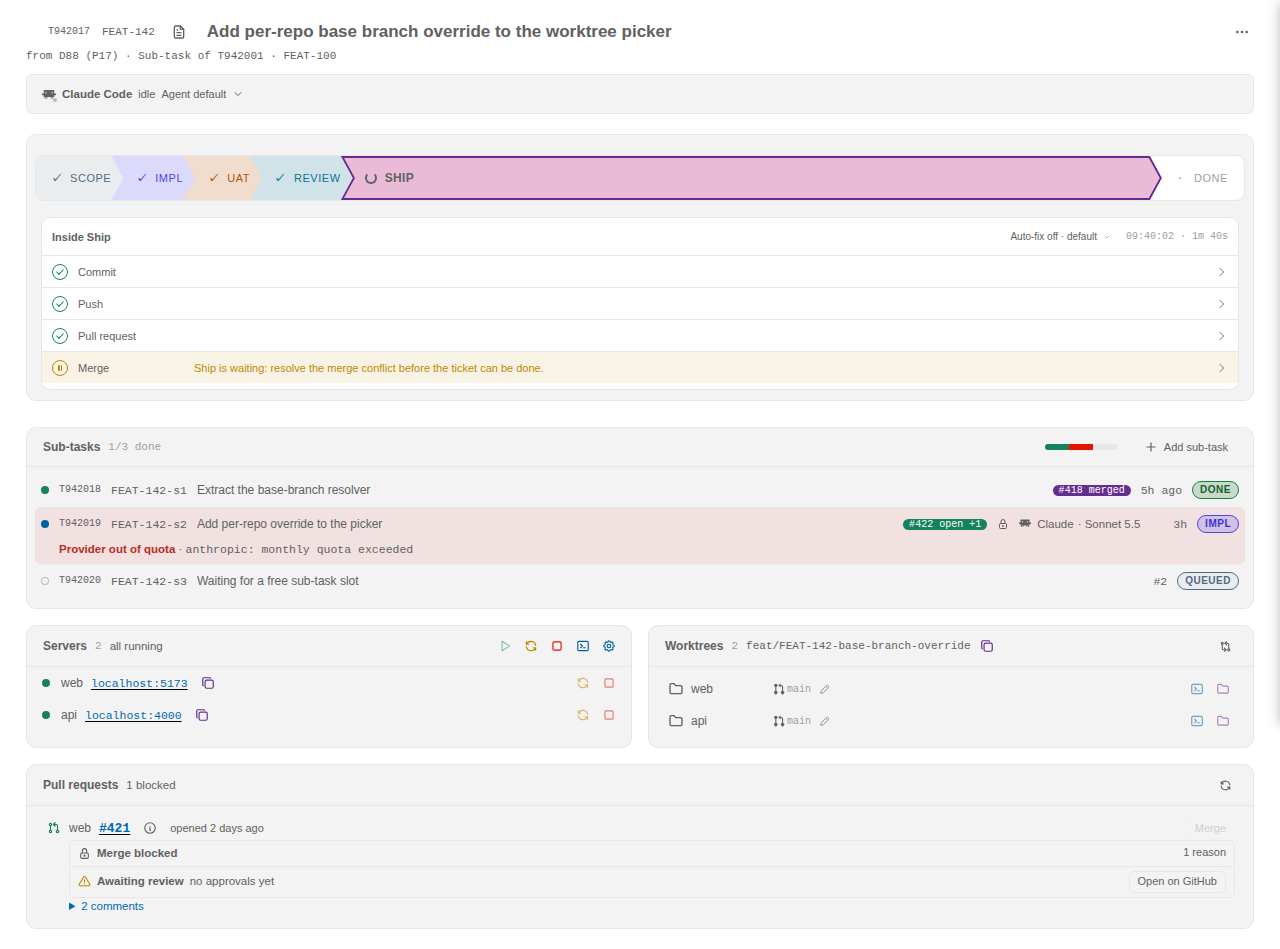 T942017 FEAT-142 Add per-repo base branch override to the worktree picker
from D88 (P17) · Sub-task of T942001 · FEAT-100
Claude Code idle Agent default
SCOPE IMPL UAT REVIEW SHIP DONE
Inside Ship Auto-fix off · default 09:40:02 · 1m 40s
Commit
Push
Pull request
Merge Ship is waiting: resolve the merge conflict before the ticket can be done.
Sub-tasks 1/3 done Add sub-task
T942018 FEAT-142-s1 Extract the base-branch resolver #418 merged 5h ago DONE
T942019 FEAT-142-s2 Add per-repo override to the picker #422 open +1 Claude · Sonnet 5.5 3h IMPL
Provider out of quota · anthropic: monthly quota exceeded
T942020 FEAT-142-s3 Waiting for a free sub-task slot #2 QUEUED
Servers 2 all running
web localhost:5173
api localhost:4000
Worktrees 2 feat/FEAT-142-base-branch-override
web main
api main
Pull requests 1 blocked
web #421 opened 2 days ago Merge
Merge blocked 1 reason
Awaiting review no approvals yet Open on GitHub
2 comments